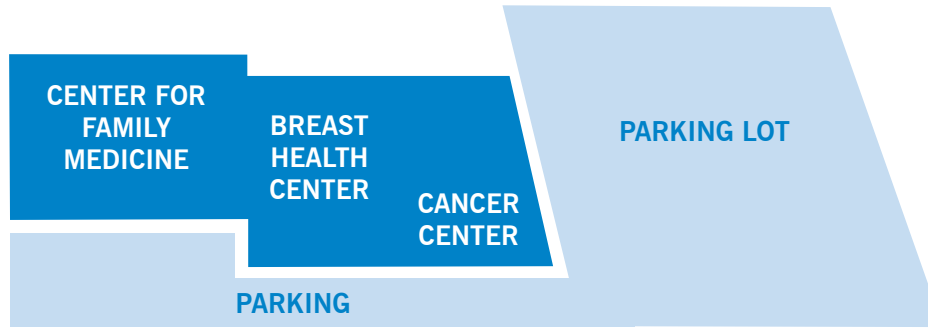 CENTER FOR
FAMILY
MEDICINE
BREAST
HEALTH
CENTER
CANCER
CENTER
PARKING LOT
PARKING